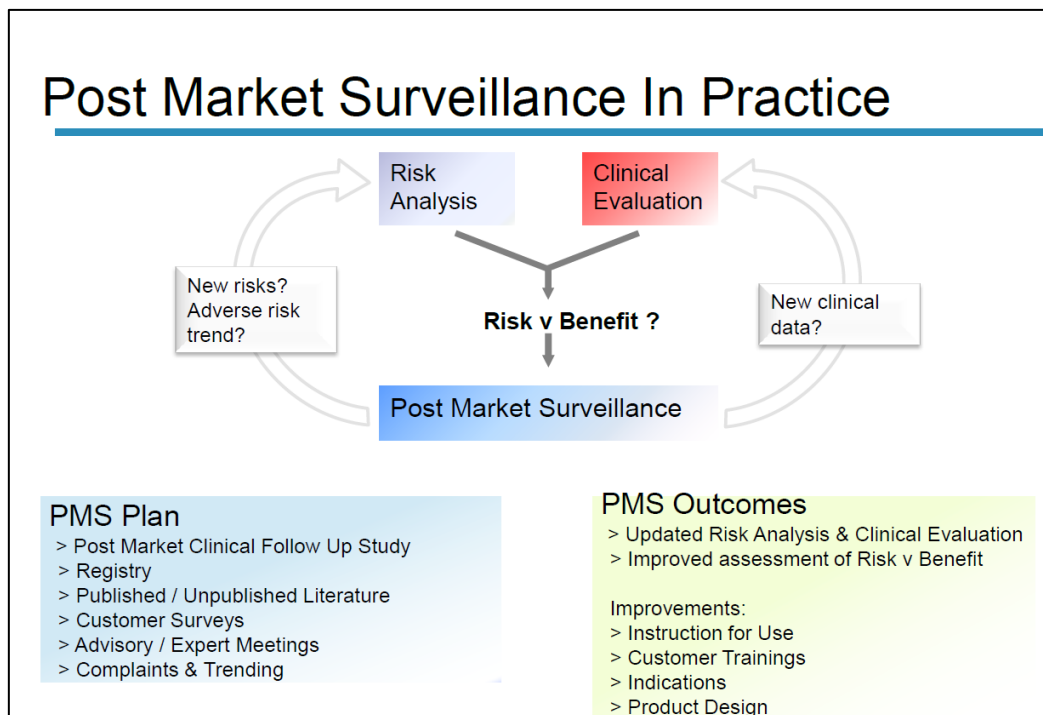 Post Market Surveillance In Practice
Risk
Analysis
Clinical
Evaluation
New risks?
Adverse risk
trend?
New clinical
data?
Risk v Benefit ?
Post Market Surveillance
PMS Plan
> Post Market Clinical Follow Up Study
> Registry
> Published / Unpublished Literature
> Customer Surveys
> Advisory / Expert Meetings
> Complaints & Trending
PMS Outcomes
> Updated Risk Analysis & Clinical Evaluation
> Improved assessment of Risk v Benefit
Improvements:
> Instruction for Use
> Customer Trainings
> Indications
> Product Design